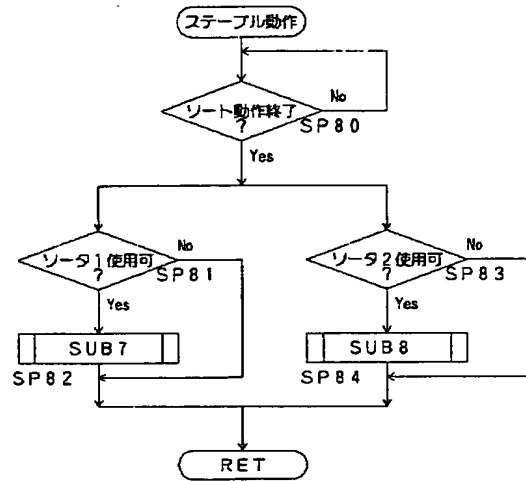 ステープル動作
No
ソート動作終了
?
SP80
Yes
ソータ1使用可
?
No
SP81
Yes
SUB7
SP82
ソータ2使用可
?
No
SP83
Yes
SUB8
SP84
RET